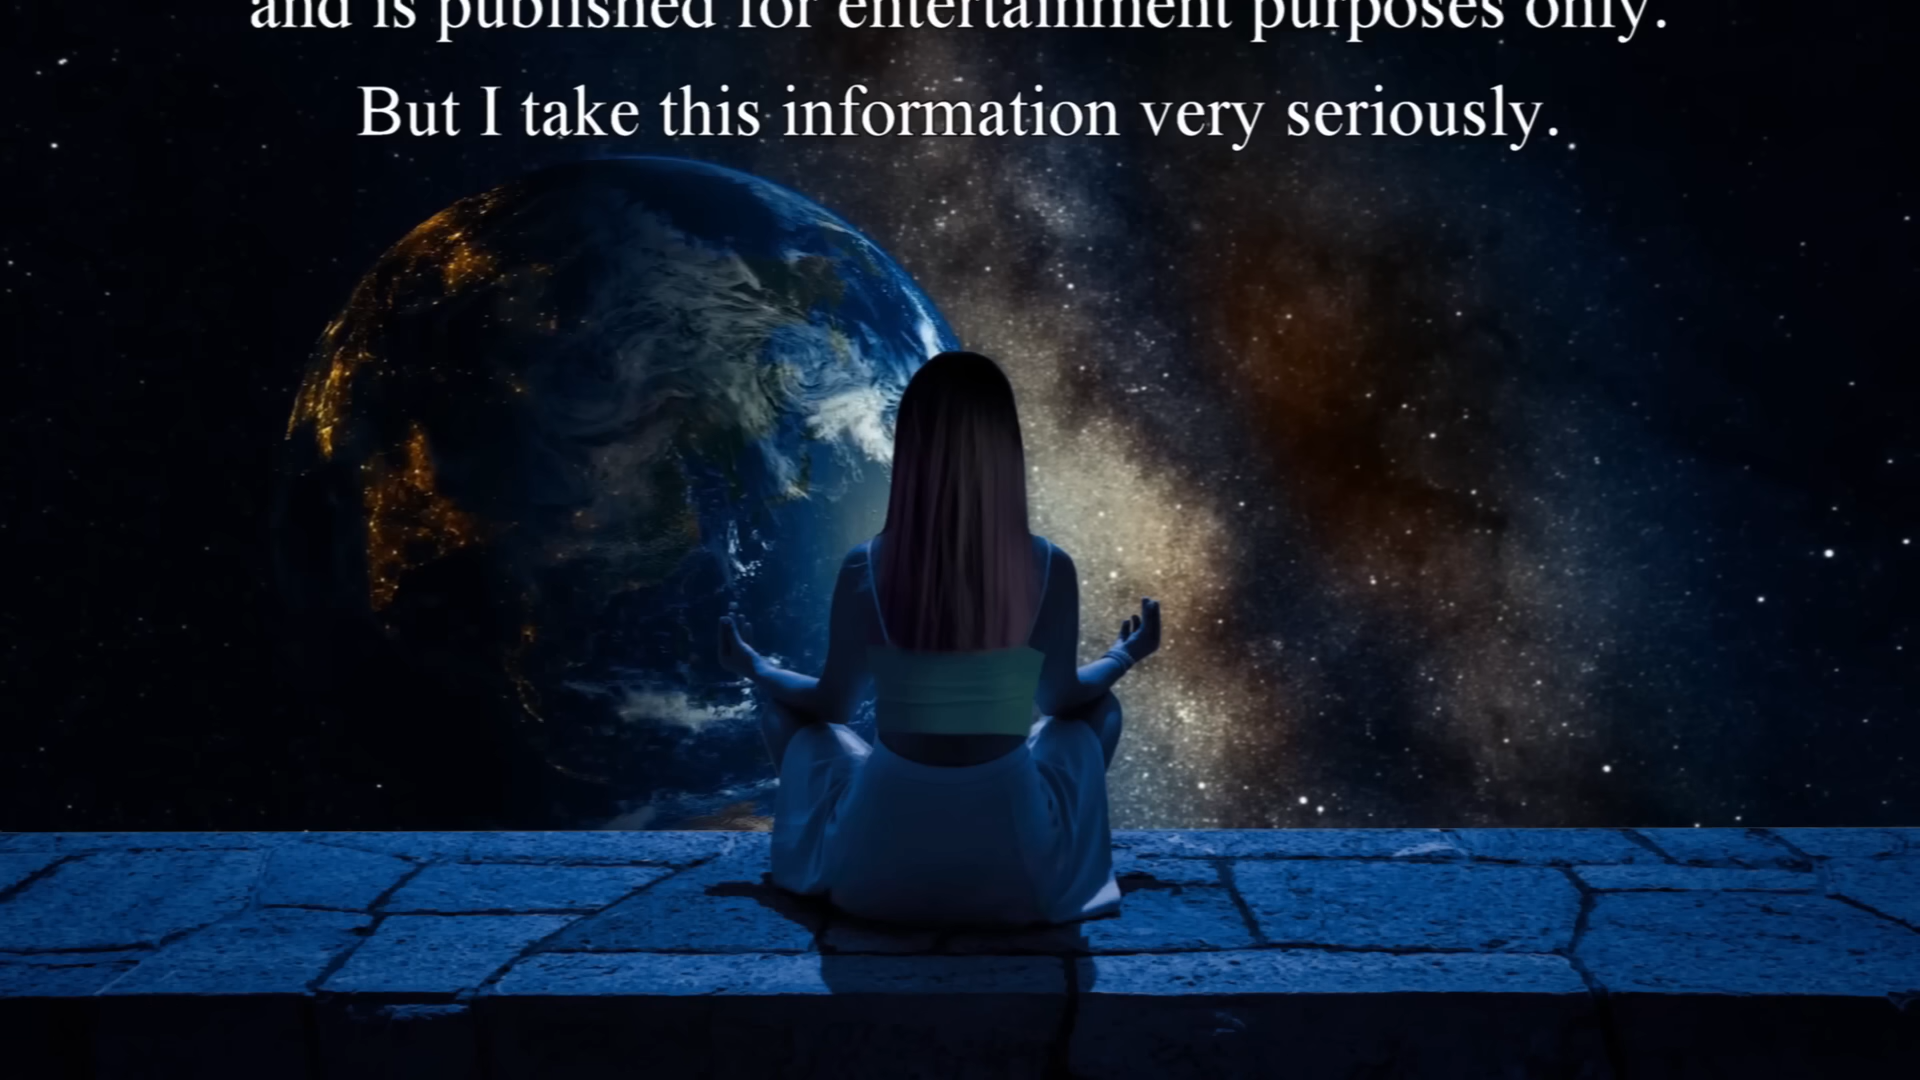 and is published for entertainment purposes only.
But I take this information very seriously.